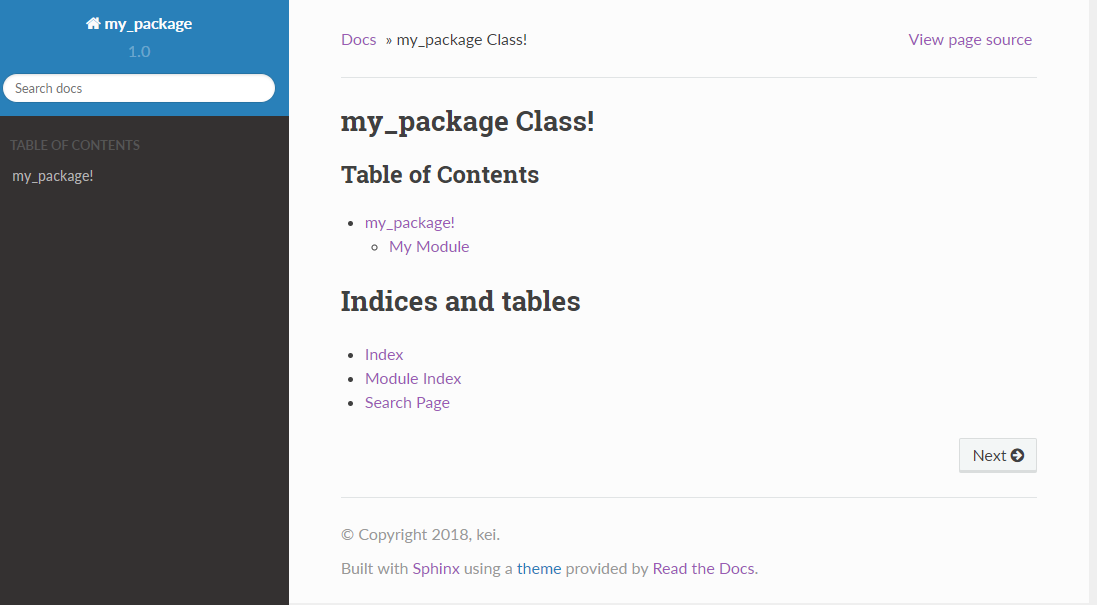 my_package
1.0
Search docs
TABLE OF CONTENTS
my_package!
Docs » my_package Class!
View page source
my_package Class!
Table of Contents
my_package!
My Module
Indices and tables
Index
Module Index
Search Page
Next
© Copyright 2018, kei.
Built with Sphinx using a theme provided by Read the Docs.